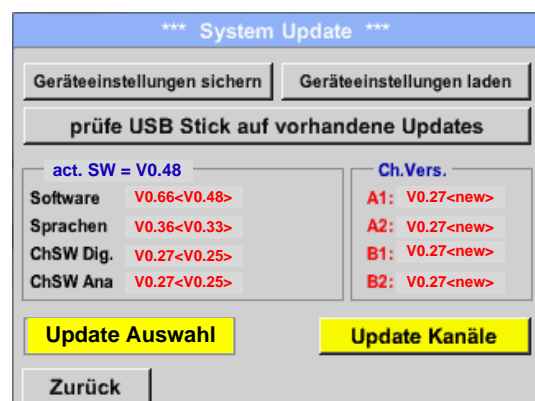 *** System Update ***
Geräteeinstellungen sichern Geräteeinstellungen laden
prüfe USB Stick auf vorhandene Updates
act. SW = V0.48 Ch.Vers.
Software V0.66<V0.48> A1: V0.27<new>
Sprachen V0.36<V0.33> A2: V0.27<new>
ChSW Dig. V0.27<V0.25> B1: V0.27<new>
ChSW Ana V0.27<V0.25> B2: V0.27<new>
Update Auswahl Update Kanäle
Zurück